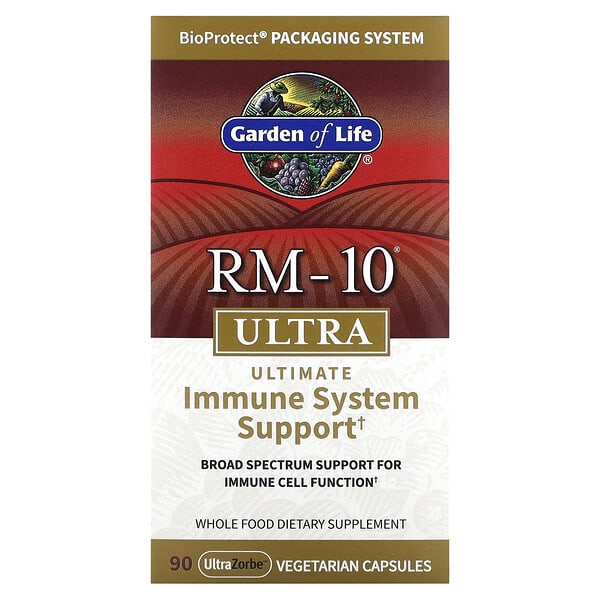 BioProtect® PACKAGING SYSTEM
Garden of Life
®
RM-10®
ULTRA
ULTIMATE
Immune System
Support†
BROAD SPECTRUM SUPPORT FOR
IMMUNE CELL FUNCTION†
WHOLE FOOD DIETARY SUPPLEMENT
90 UltraZorbe™ VEGETARIAN CAPSULES